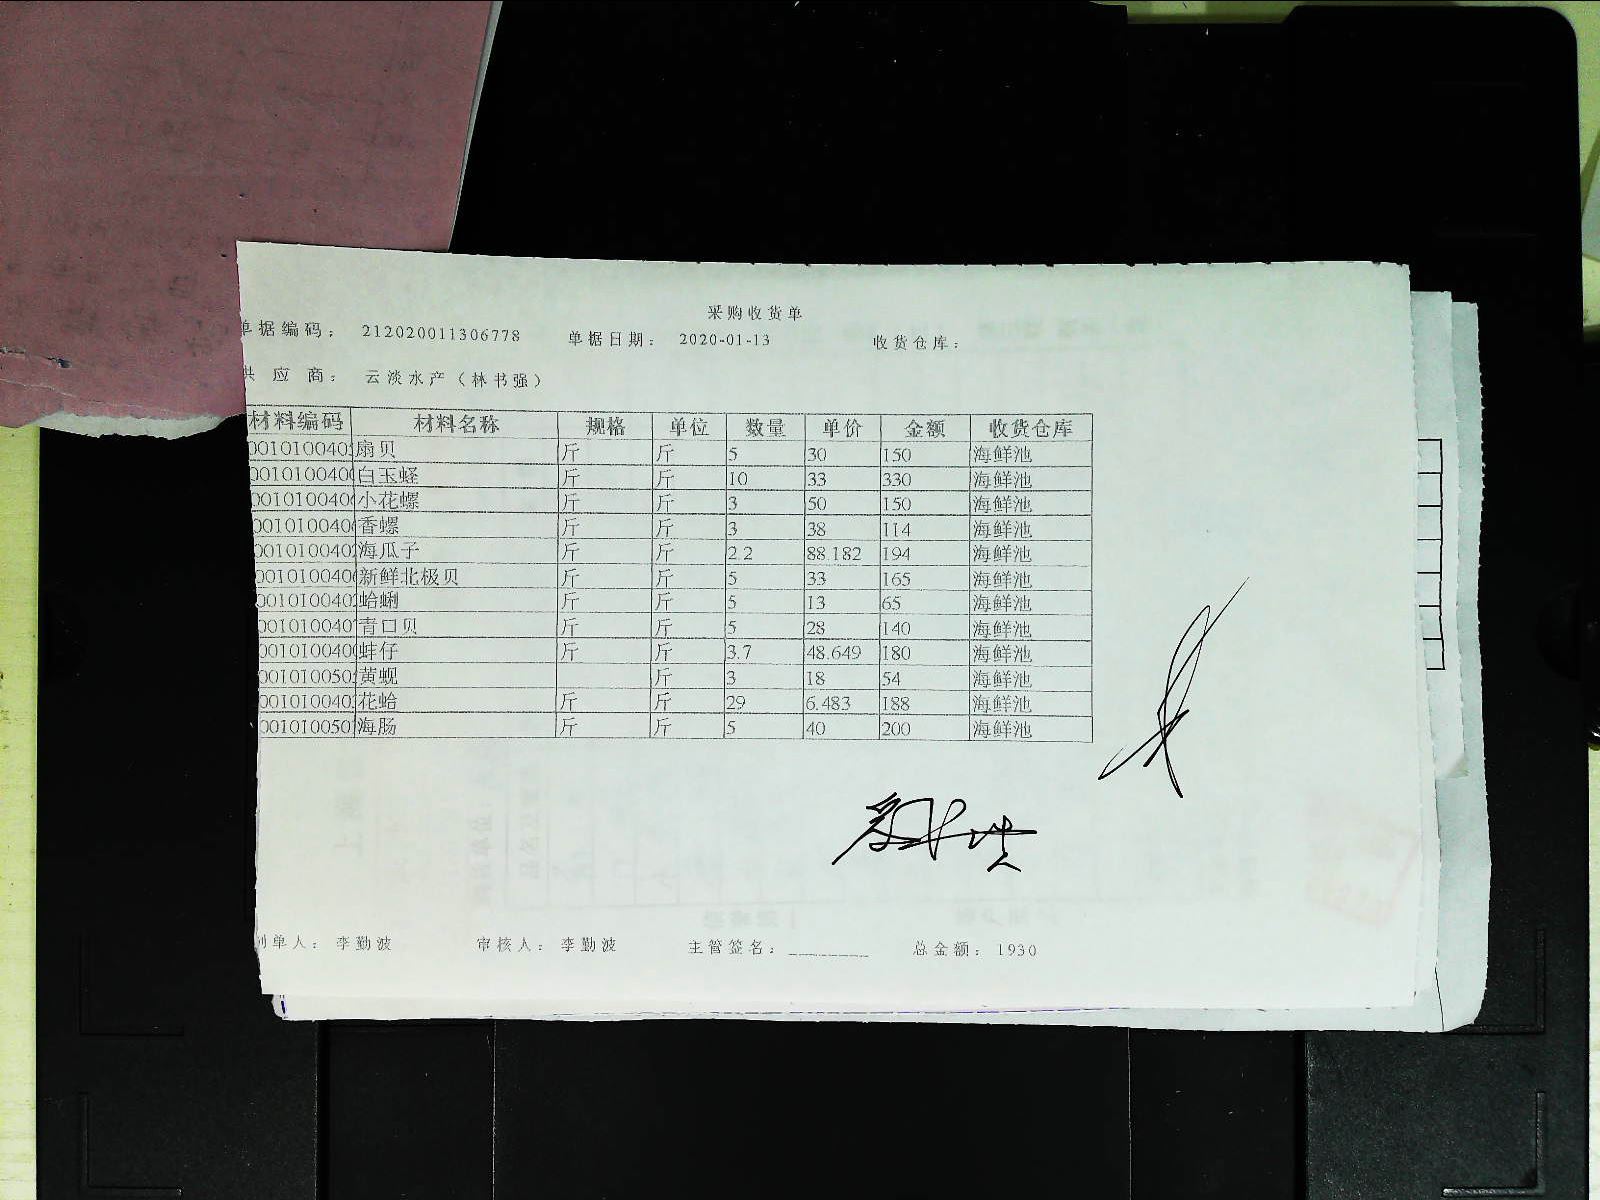 采购收货单
单据编码： 212020011306778 单据日期： 2020-01-13 收货仓库：
供 应 商： 云淡水产（林书强）
材料编码 材料名称 规格 单位 数量 单价 金额 收货仓库
扇贝 斤 斤 5 30 150 海鲜池
白玉蛏 斤 斤 10 33 330 海鲜池
小花螺 斤 斤 3 50 150 海鲜池
香螺 斤 斤 3 38 114 海鲜池
海瓜子 斤 斤 2.2 88.182 194 海鲜池
新鲜北极贝 斤 斤 5 33 165 海鲜池
蛤蜊 斤 斤 5 13 65 海鲜池
青口贝 斤 斤 5 28 140 海鲜池
蚌仔 斤 斤 3.7 48.649 180 海鲜池
黄蚬 斤 3 18 54 海鲜池
花蛤 斤 斤 29 6.483 188 海鲜池
海肠 斤 斤 5 40 200 海鲜池
制单人： 李勤波 审核人： 李勤波 主管签名： 总金额： 1930